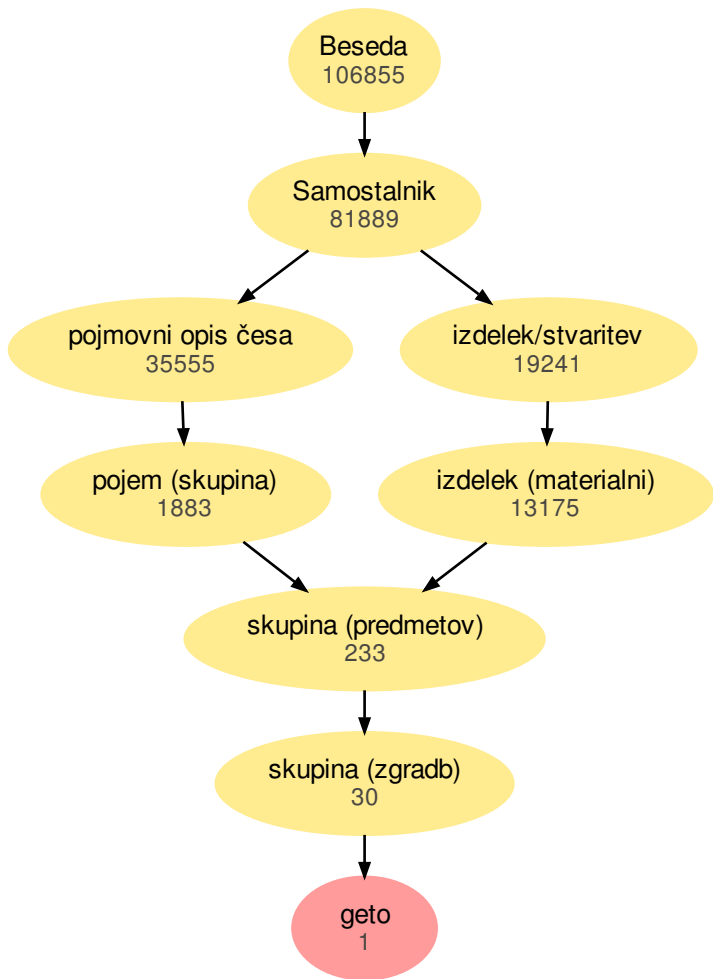 Beseda
106855
Samostalnik
81889
pojmovni opis česa
35555
izdelek/stvaritev
19241
pojem (skupina)
1883
izdelek (materialni)
13175
skupina (predmetov)
233
skupina (zgradb)
30
geto
1